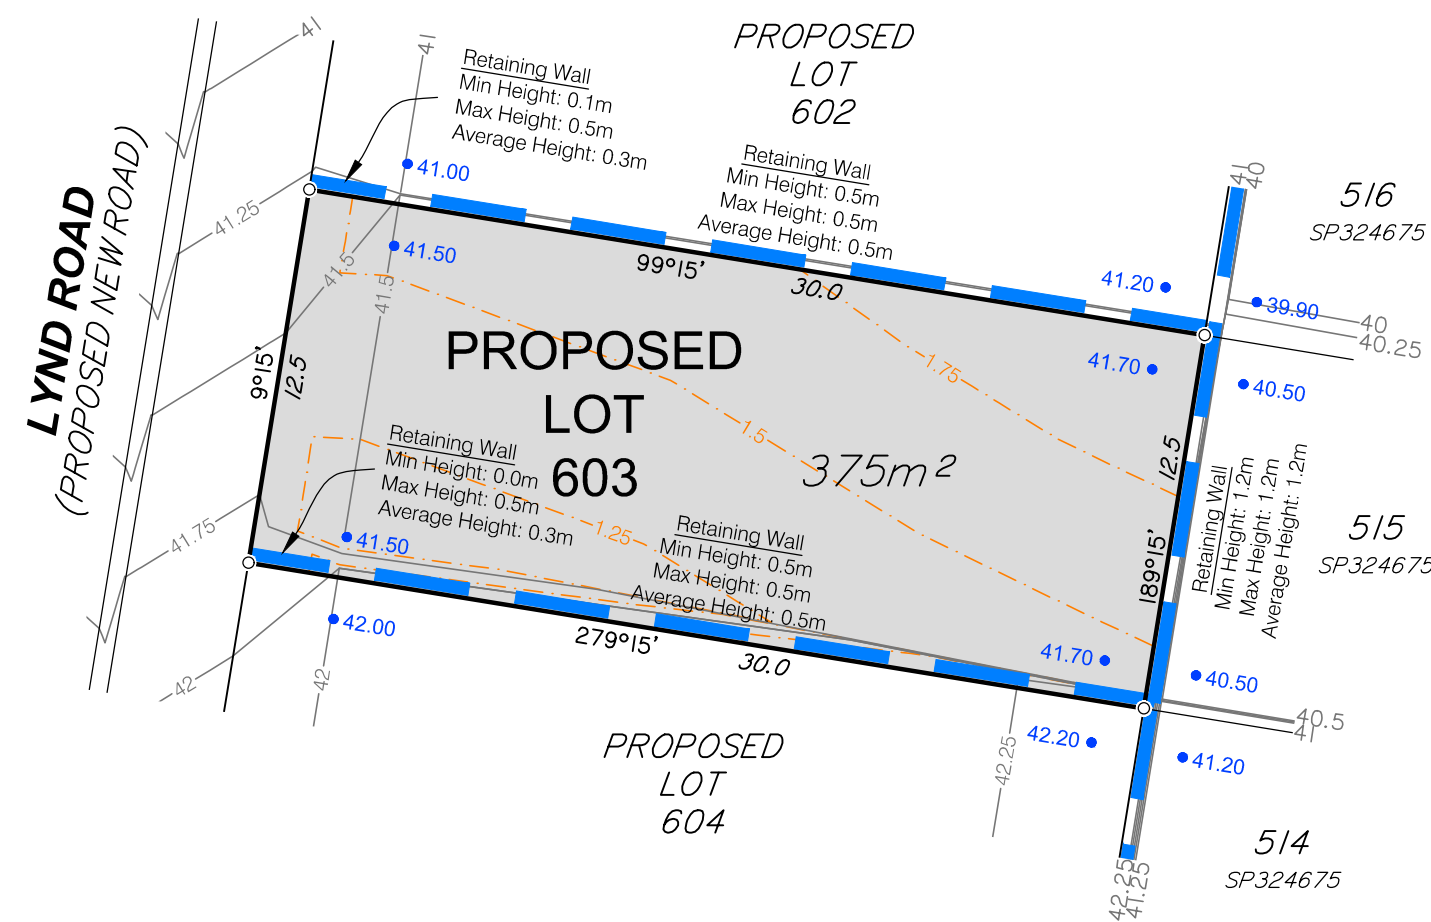 41
41
PROPOSED
LOT
602
Retaining Wall
Min Height: 0.1m
Max Height: 0.5m
Average Height: 0.3m
41.00
Retaining Wall
Min Height: 0.5m
Max Height: 0.5m
Average Height: 0.5m
41
40
516
SP324675
LYND ROAD
(PROPOSED NEW ROAD)
41.25
41.5
41.50
41.5
99°15'
30.0
41.20
39.90
40
40.25
41.70
40.50
1.75
9°15'
12.5
PROPOSED
LOT
603
1.5
375m²
12.5
189°15'
Retaining Wall
Min Height: 1.2m
Max Height: 1.2m
Average Height: 1.2m
515
SP324675
Retaining Wall
Min Height: 0.0m
Max Height: 0.5m
Average Height: 0.3m
1.25
41.75
41.50
Retaining Wall
Min Height: 0.5m
Max Height: 0.5m
Average Height: 0.5m
42.00
279°15'
30.0
41.70
40.50
42
42
40.5
41
42.20
41.20
42.25
PROPOSED
LOT
604
514
SP324675
42.25
41.25